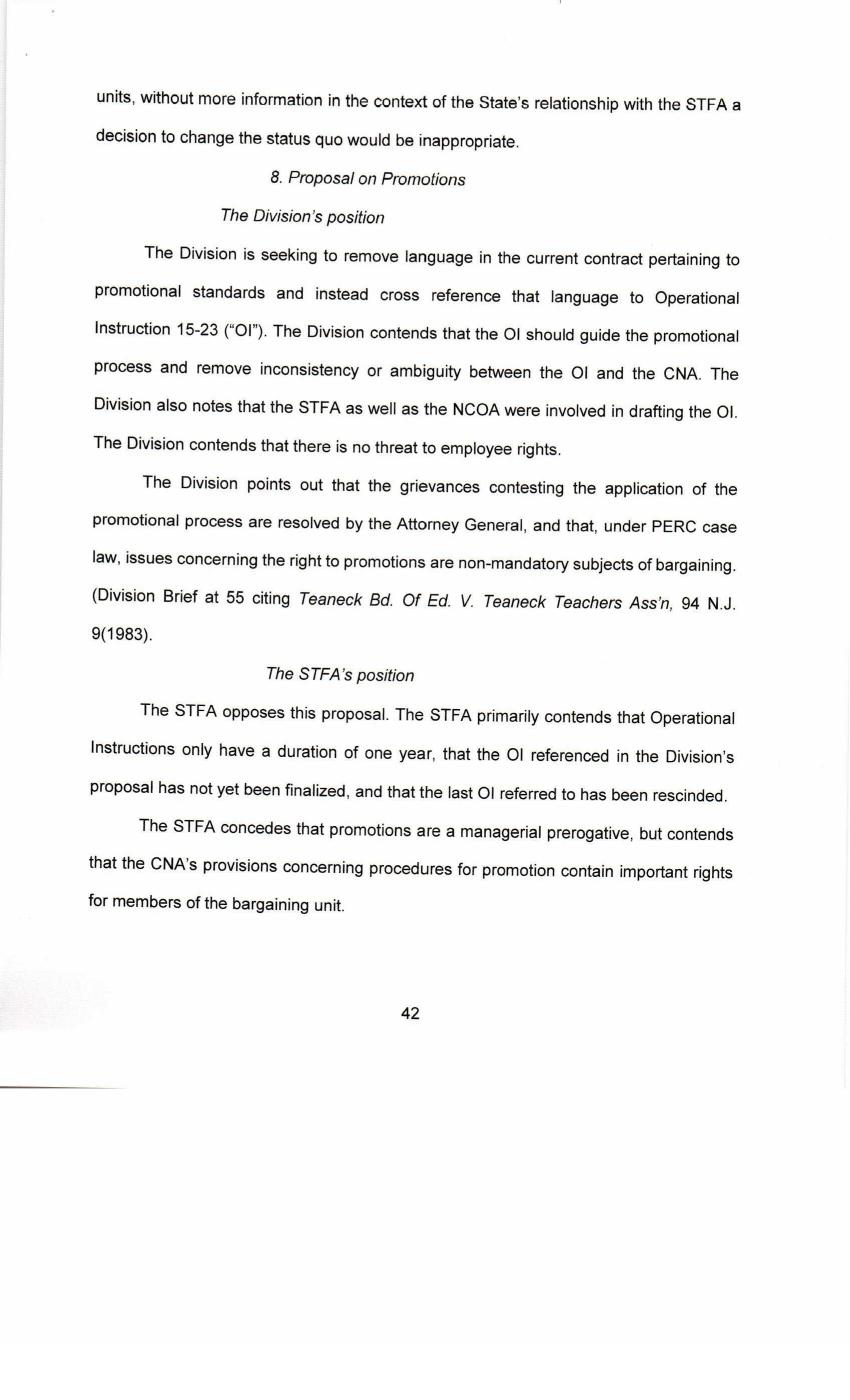 units, without more information in the context of the State's relationship with the STFA a
decision to change the status quo would be inappropriate.
8. Proposal on Promotions
The Division's position
The Division is seeking to remove language in the current contract pertaining to
promotional standards and instead cross reference that language to Operational
Instruction 15-23 ("OI"). The Division contends that the OI should guide the promotional
process and remove inconsistency or ambiguity between the OI and the CNA. The
Division also notes that the STFA as well as the NCOA were involved in drafting the OI.
The Division contends that there is no threat to employee rights.
The Division points out that the grievances contesting the application of the
promotional process are resolved by the Attorney General, and that, under PERC case
law, issues concerning the right to promotions are non-mandatory subjects of bargaining.
(Division Brief at 55 citing Teaneck Bd. Of Ed. V. Teaneck Teachers Ass'n, 94 N.J.
9(1983).
The STFA's position
The STFA opposes this proposal. The STFA primarily contends that Operational
Instructions only have a duration of one year, that the OI referenced in the Division's
proposal has not yet been finalized, and that the last OI referred to has been rescinded.
The STFA concedes that promotions are a managerial prerogative, but contends
that the CNA's provisions concerning procedures for promotion contain important rights
for members of the bargaining unit.
42